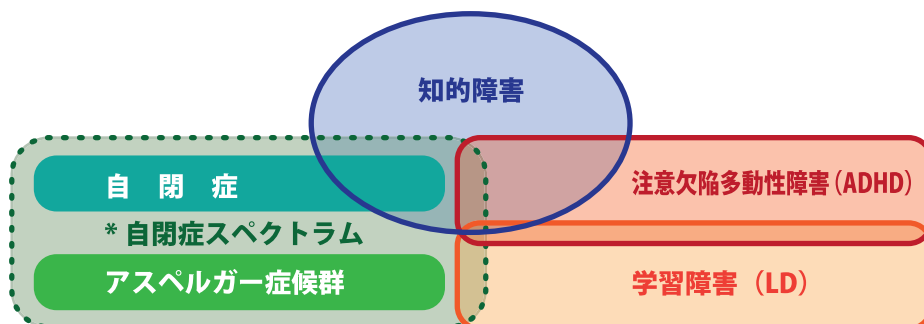 知的障害
自閉症
注意欠陥多動性障害(ADHD)
*自閉症スペクトラム
アスペルガー症候群
学習障害(LD)